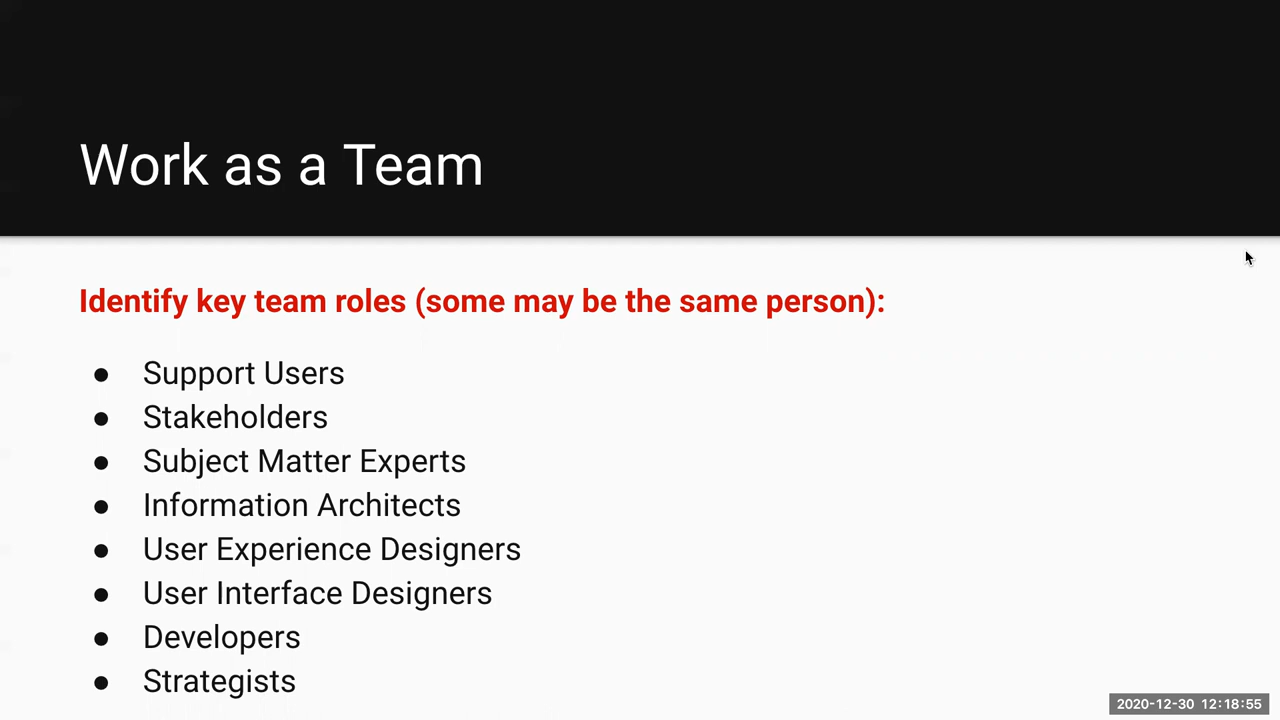 Work as a Team
Identify key team roles (some may be the same person):
● Support Users
● Stakeholders
● Subject Matter Experts
● Information Architects
● User Experience Designers
● User Interface Designers
● Developers
● Strategists
2020-12-30 12:18:55